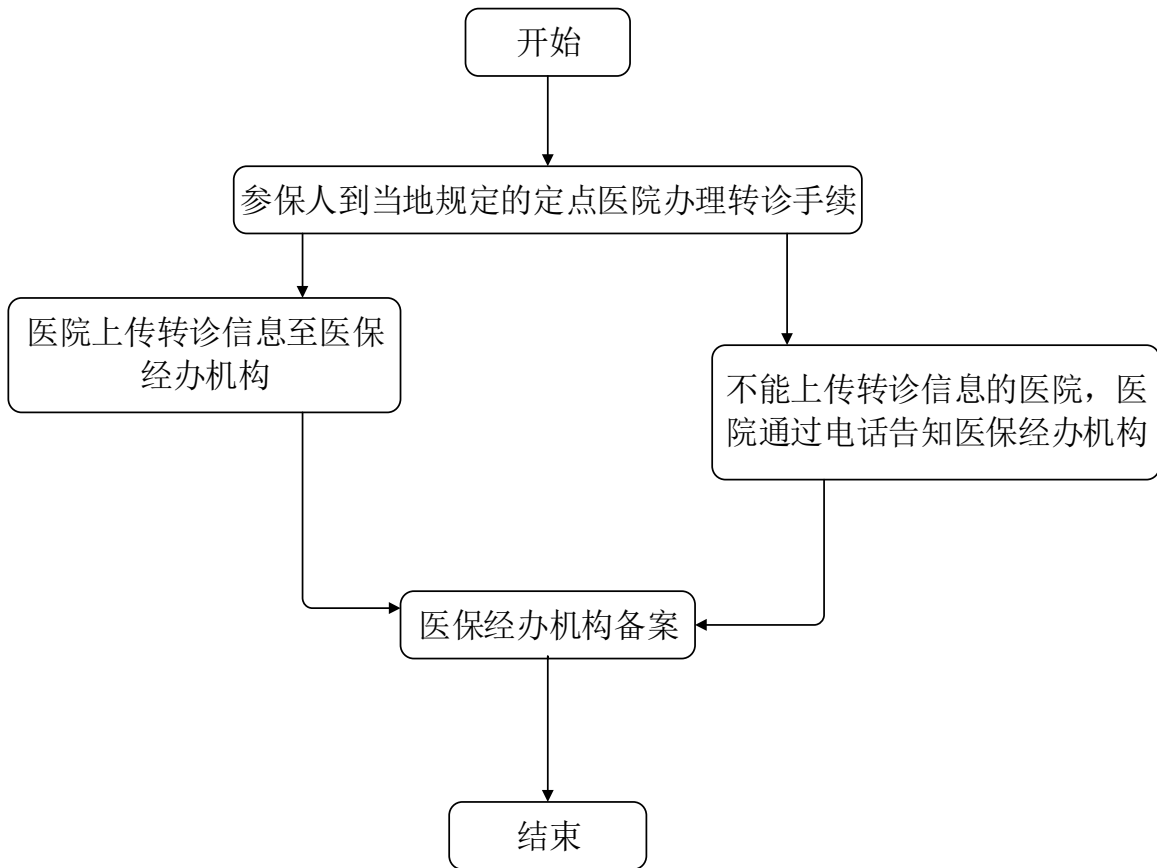 开始
参保人到当地规定的定点医院办理转诊手续
医院上传转诊信息至医保
经办机构
不能上传转诊信息的医院，医
院通过电话告知医保经办机构
医保经办机构备案
结束